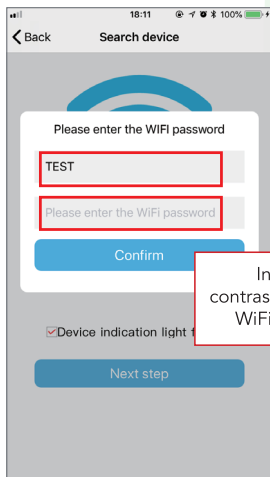 18:11 100%
Back Search device
Please enter the WIFI password
TEST
Please enter the WiFi password
Confirm
In
contras
WiFi
Device indication light f
Next step